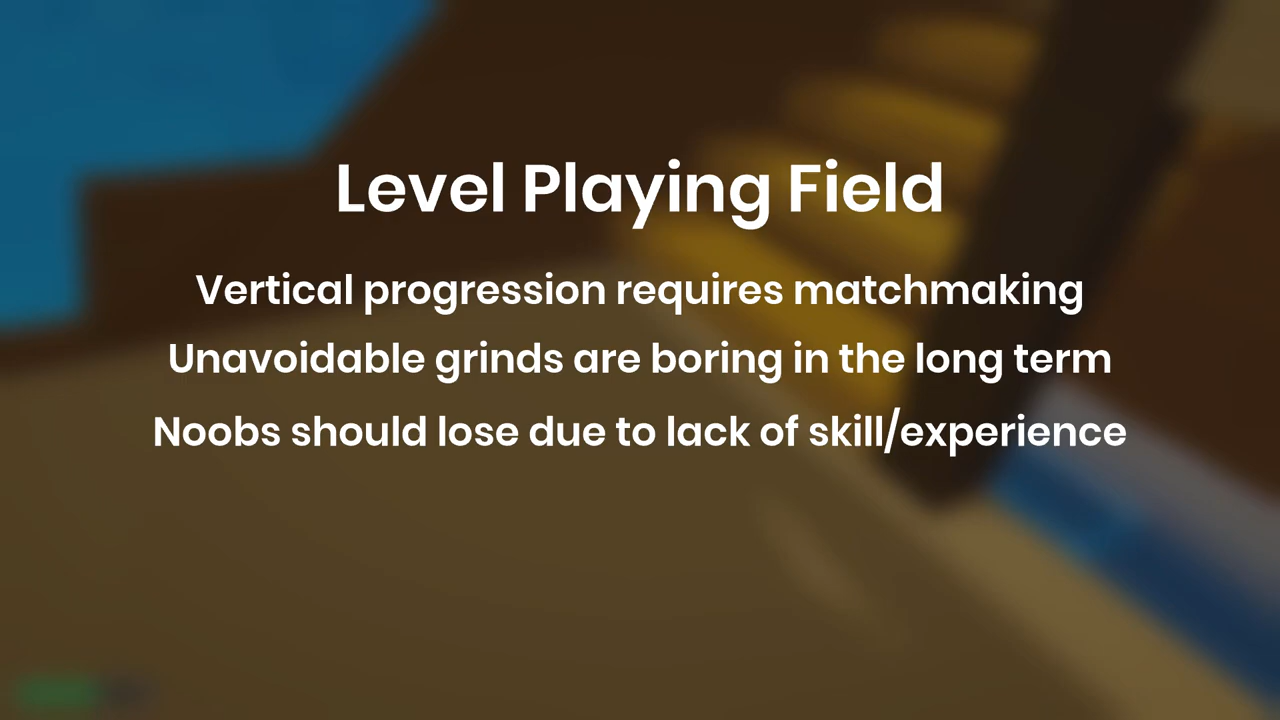 Level Playing Field
Vertical progression requires matchmaking
Unavoidable grinds are boring in the long term
Noobs should lose due to lack of skill/experience